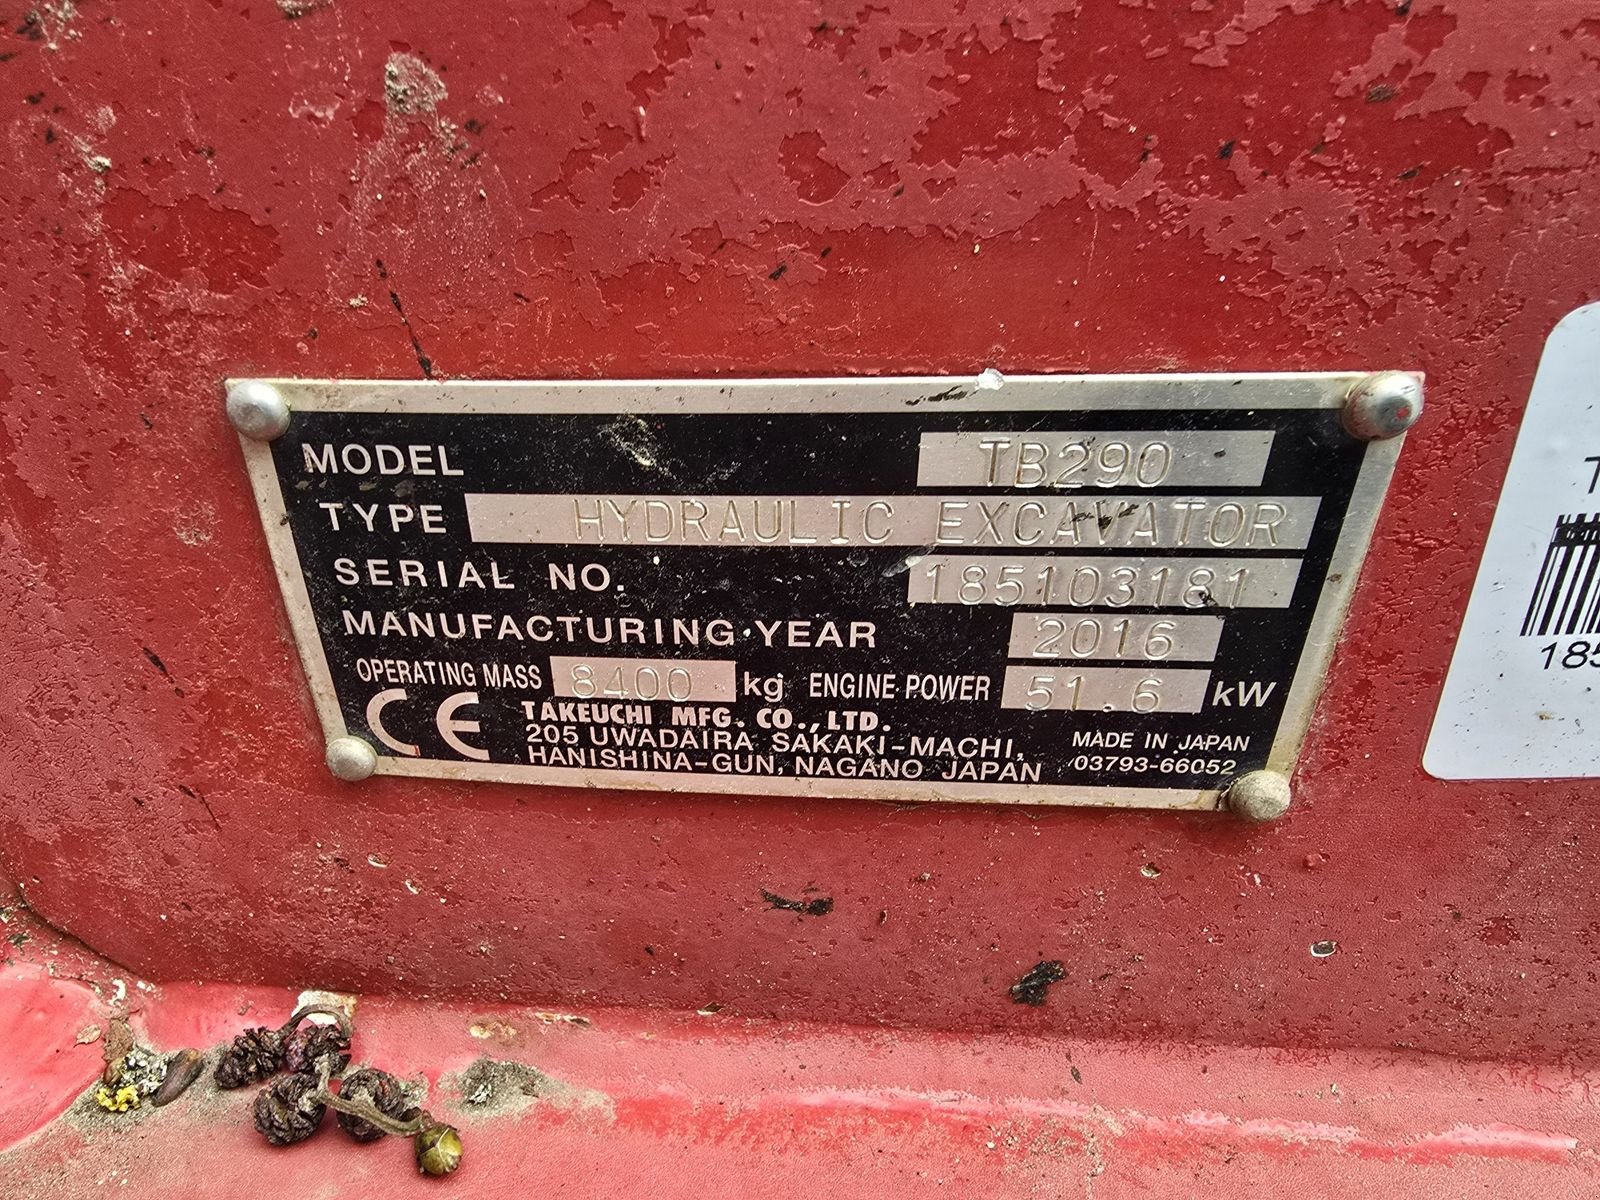 MODEL TB290
TYPE HYDRAULIC EXCAVATOR
SERIAL NO. 185103181
MANUFACTURING·YEAR 2016
OPERATING MASS 8400 kg ENGINE·POWER 51.6 kW
CE
TAKEUCHI MFG. CO.,LTD.
205 UWADAIRA SAKAKI-MACHI,
HANISHINA-GUN, NAGANO JAPAN
MADE IN JAPAN
03793-66052
T
185